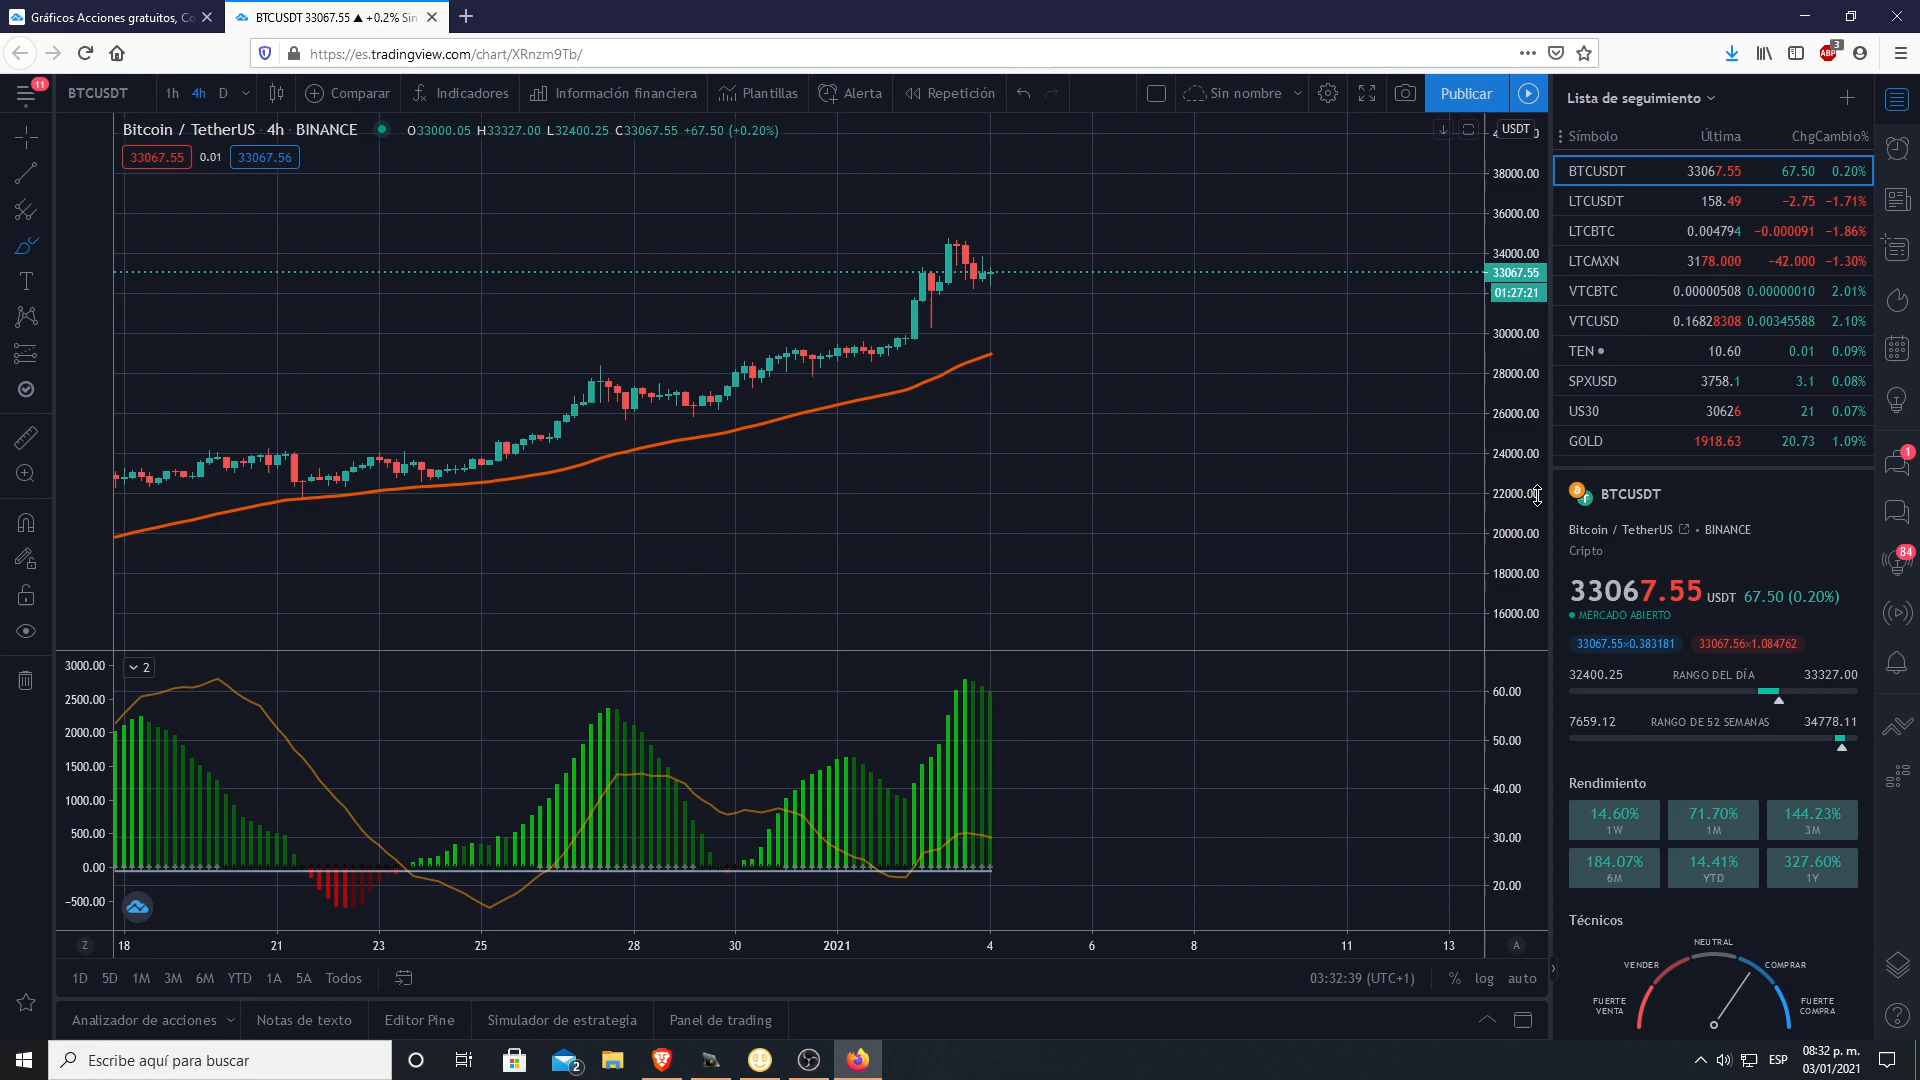 Gráficos Acciones gratuitos, Co
BTCUSDT 33067.55 ▲ +0.2% Sin
https://es.tradingview.com/chart/XRnzm9Tb/
ABP
3
11
BTCUSDT
1h 4h D
Comparar
Indicadores
Información financiera
Plantillas
Alerta
Repetición
Sin nombre
Publicar
Bitcoin / TetherUS · 4h · BINANCE
O33000.05 H33327.00 L32400.25 C33067.55 +67.50 (+0.20%)
33067.55 0.01 33067.56
USDT
38000.00
36000.00
34000.00
33067.55
01:27:21
30000.00
28000.00
26000.00
24000.00
22000.00
20000.00
18000.00
16000.00
2
3000.00
2500.00
2000.00
1500.00
1000.00
500.00
0.00
−500.00
60.00
50.00
40.00
30.00
20.00
Z 18 21 23 25 28 30 2021 4 6 8 11 13 A
1D 5D 1M 3M 6M YTD 1A 5A Todos
03:32:39 (UTC+1) % log auto
Analizador de acciones
Notas de texto
Editor Pine
Simulador de estrategia
Panel de trading
Lista de seguimiento
Símbolo Última Chg Cambio%
BTCUSDT 33067.55 67.50 0.20%
LTCUSDT 158.49 −2.75 −1.71%
LTCBTC 0.004794 −0.000091 −1.86%
LTCMXN 3178.000 −42.000 −1.30%
VTCBTC 0.00000508 0.00000010 2.01%
VTCUSD 0.16828308 0.00345588 2.10%
TEN 10.60 0.01 0.09%
SPXUSD 3758.1 3.1 0.08%
US30 30626 21 0.07%
GOLD 1918.63 20.73 1.09%
BTCUSDT
Bitcoin / TetherUS • BINANCE
Cripto
33067.55 USDT 67.50 (0.20%)
MERCADO ABIERTO
33067.55×0.383181 33067.56×1.084762
32400.25 RANGO DEL DÍA 33327.00
7659.12 RANGO DE 52 SEMANAS 34778.11
Rendimiento
14.60% 71.70% 144.23%
1W 1M 3M
184.07% 14.41% 327.60%
6M YTD 1Y
Técnicos
NEUTRAL
VENDER COMPRAR
FUERTE VENTA
FUERTE COMPRA
1
84
Escribe aquí para buscar
2
ESP
08:32 p. m.
03/01/2021